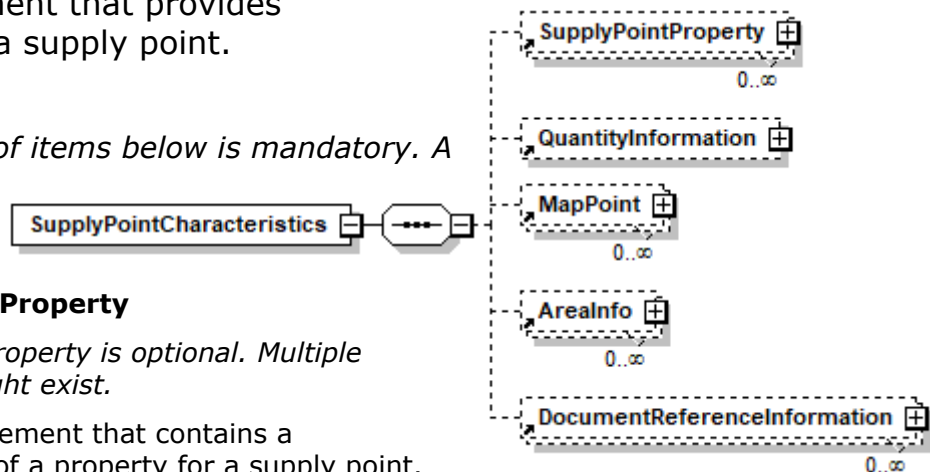 ment that provides
a supply point.
of items below is mandatory. A
Property
roperty is optional. Multiple
ght exist.
ement that contains a
of a property for a supply point.
SupplyPointCharacteristics
SupplyPointProperty
0..∞
QuantityInformation
MapPoint
0..∞
AreaInfo
0..∞
DocumentReferenceInformation
0..∞